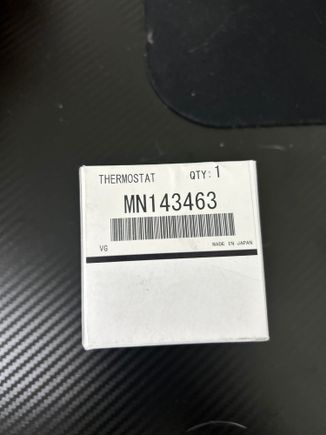 THERMOSTAT QTY:1
MN143463
VG MADE IN JAPAN